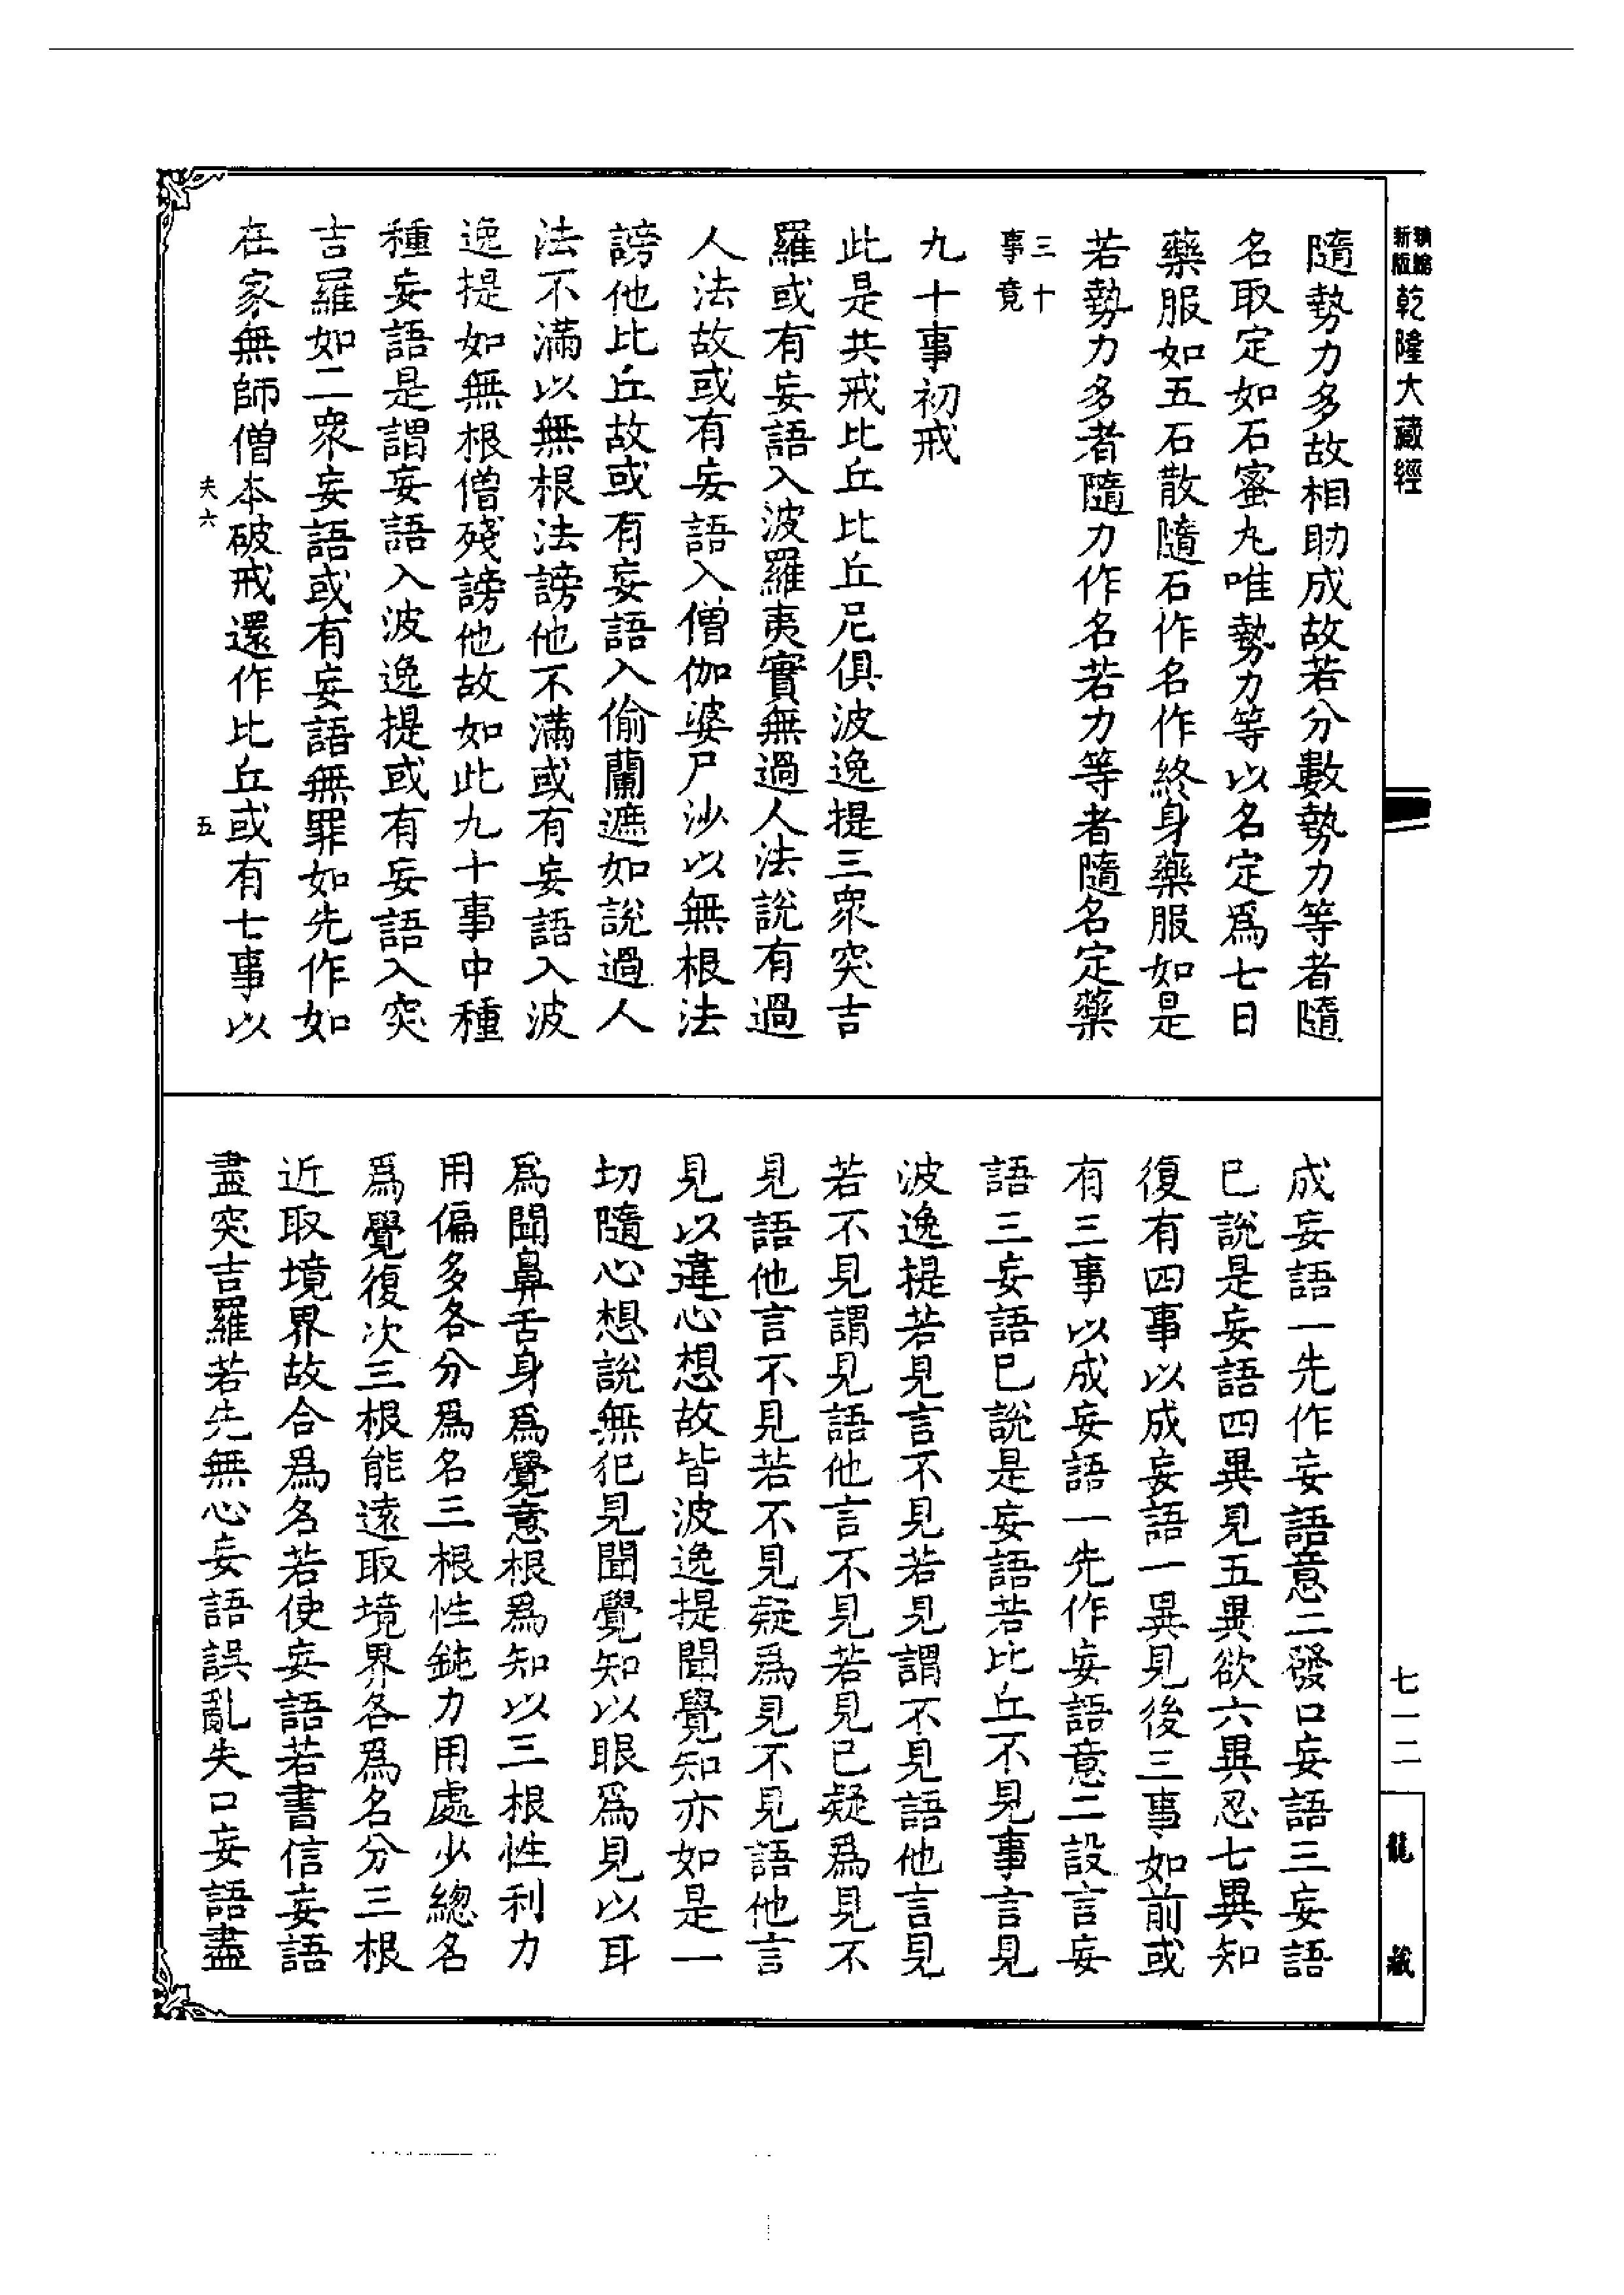 新版
乾隆大藏經
七一二
龍藏
隨勢力多故相助成故若分數勢力等者隨
名取定如石蜜丸唯勢力等以名定爲七日
藥服如五石散隨石作名作終身藥服如是
若勢力多者隨力作名若力等者隨名定藥
三十
事竟
九十事初戒
此是共戒比丘比丘尼俱波逸提三衆突吉
羅或有妄語入波羅夷實無過人法說有過
人法故或有妄語入僧伽婆尸沙以無根法
謗他比丘故或有妄語入偷蘭遮如說過人
法不滿以無根法謗他不滿或有妄語入波
逸提如無根僧殘謗他故如此九十事中種
種妄語是謂妄語入波逸提或有妄語入突
吉羅如二衆妄語或有妄語無罪如先作如
在家無師僧本破戒還作比丘或有七事以
夫六
五
成妄語一先作妄語意二發口妄語三妄語
已說是妄語四異見五異欲六異忍七異知
復有四事以成妄語一異見後三事如前或
有三事以成妄語一先作妄語意二設言妄
語三妄語已說是妄語若比丘不見事言見
波逸提若見言不見若見謂不見語他言見
若不見謂見語他言不見若見已疑爲見不
見語他言不見若不見疑爲見不見語他言
見以違心想故皆波逸提聞覺知亦如是一
切隨心想說無犯見聞覺知以眼爲見以耳
爲聞鼻舌身爲覺意根爲知以三根性利力
用偏多各分爲名三根性鈍力用處少總名
爲覺復次三根能遠取境界各爲名分三根
近取境界故合爲名若使妄語若書信妄語
盡突吉羅若先無心妄語誤亂失口妄語盡